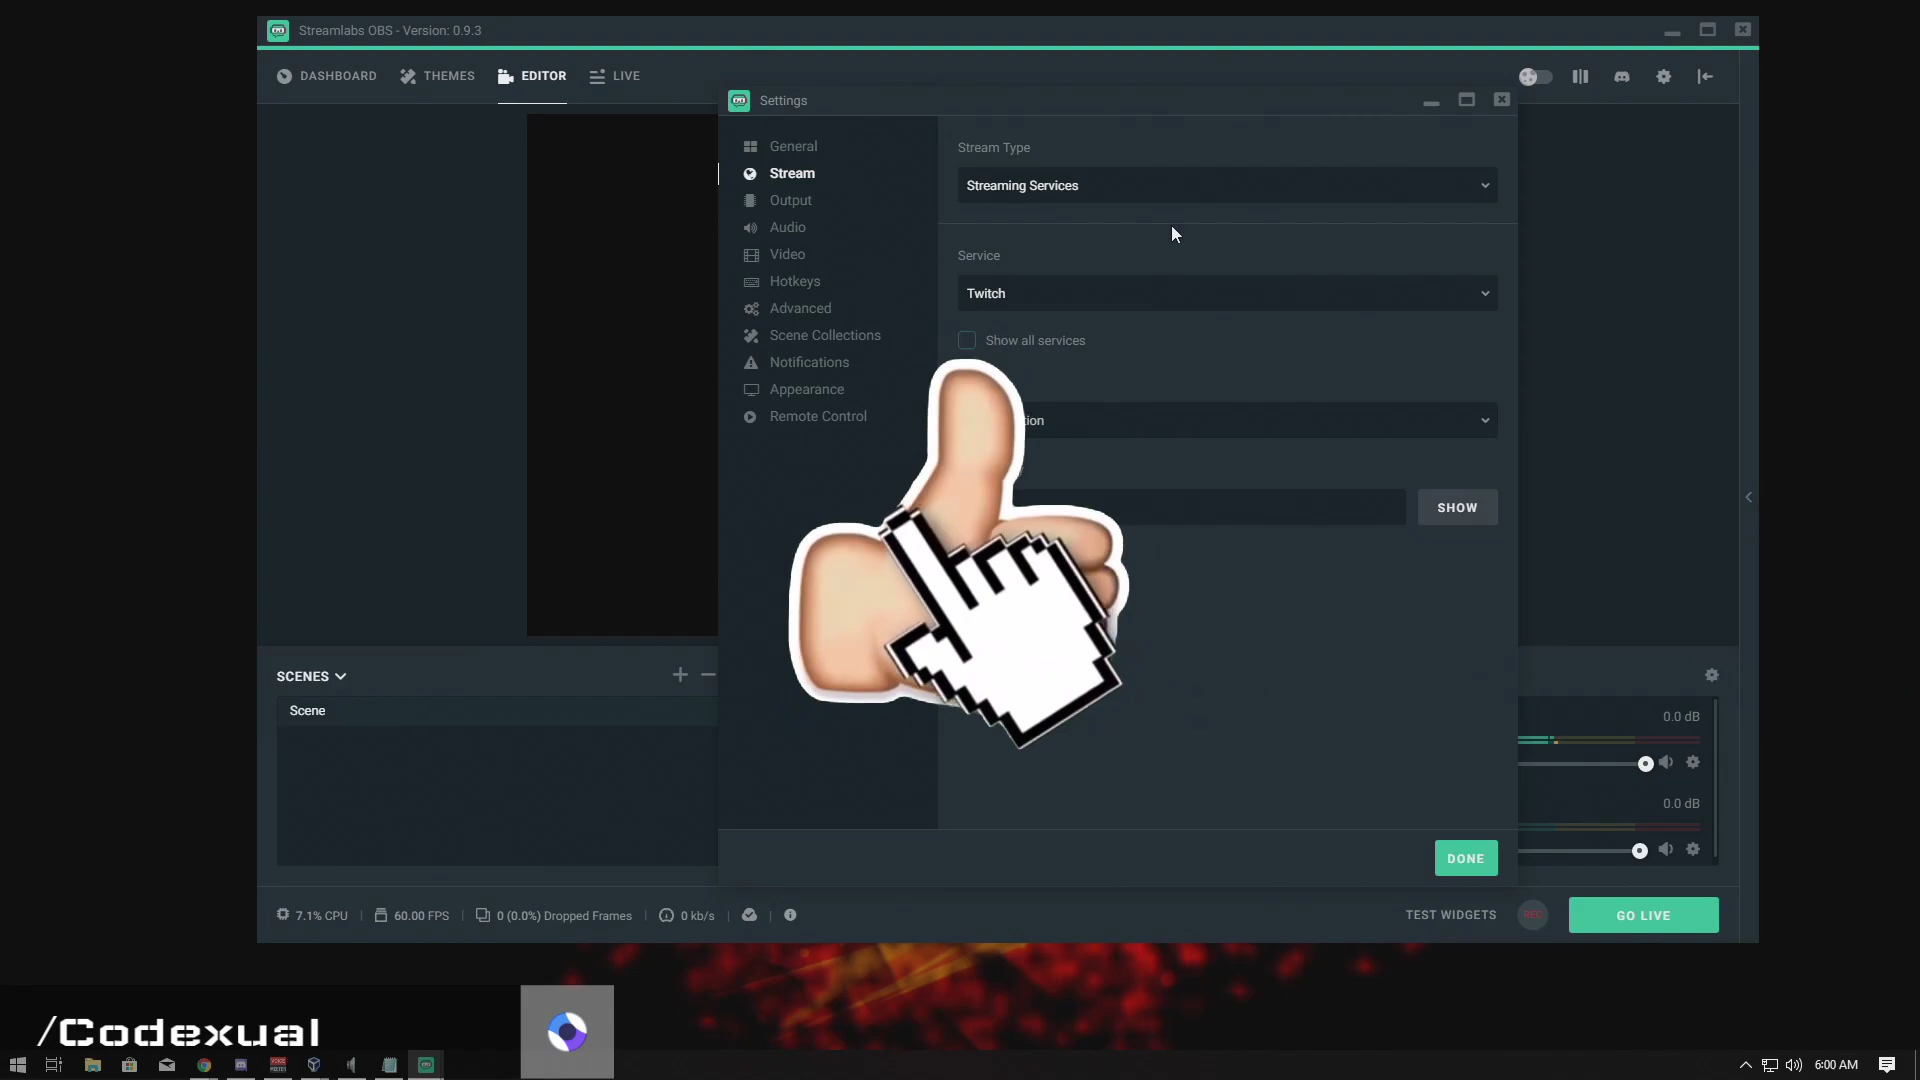 Streamlabs OBS - Version: 0.9.3
DASHBOARD
THEMES
EDITOR
LIVE
Settings
General
Stream
Output
Audio
Video
Hotkeys
Advanced
Scene Collections
Notifications
Appearance
Remote Control
Stream Type
Streaming Services
Service
Twitch
Show all services
tion
SHOW
DONE
SCENES
Scene
0.0 dB
0.0 dB
7.1% CPU
60.00 FPS
0 (0.0%) Dropped Frames
0 kb/s
TEST WIDGETS
REC
GO LIVE
/Codexual
6:00 AM